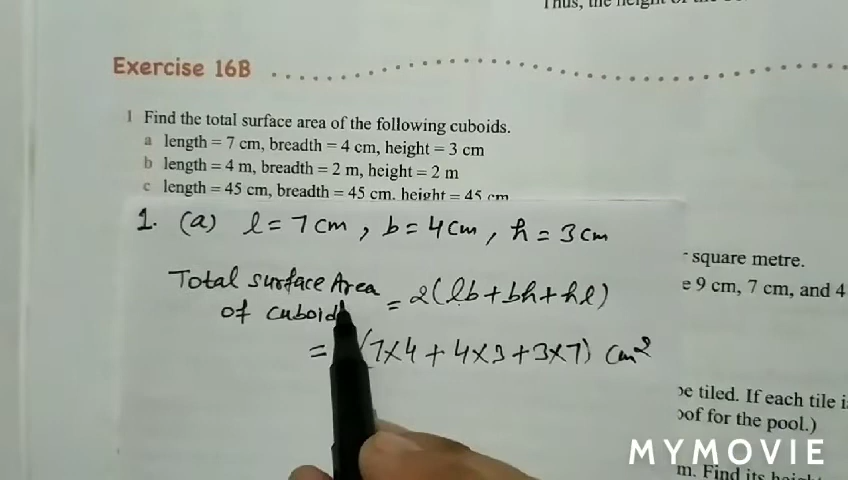 Thus, the height of the
Exercise 16B
1 Find the total surface area of the following cuboids.
a length = 7 cm, breadth = 4 cm, height = 3 cm
b length = 4 m, breadth = 2 m, height = 2 m
c length = 45 cm, breadth = 45 cm, height = 45 cm
1. (a) l = 7 cm, b = 4 cm, h = 3 cm
square metre.
Total surface Area
of cuboid
= 2(lb+bh+hl)
e 9 cm, 7 cm, and 4
= (7×4 + 4×3 + 3×7) cm²
be tiled. If each tile i
oof for the pool.)
MYMOVIE
m. Find its height